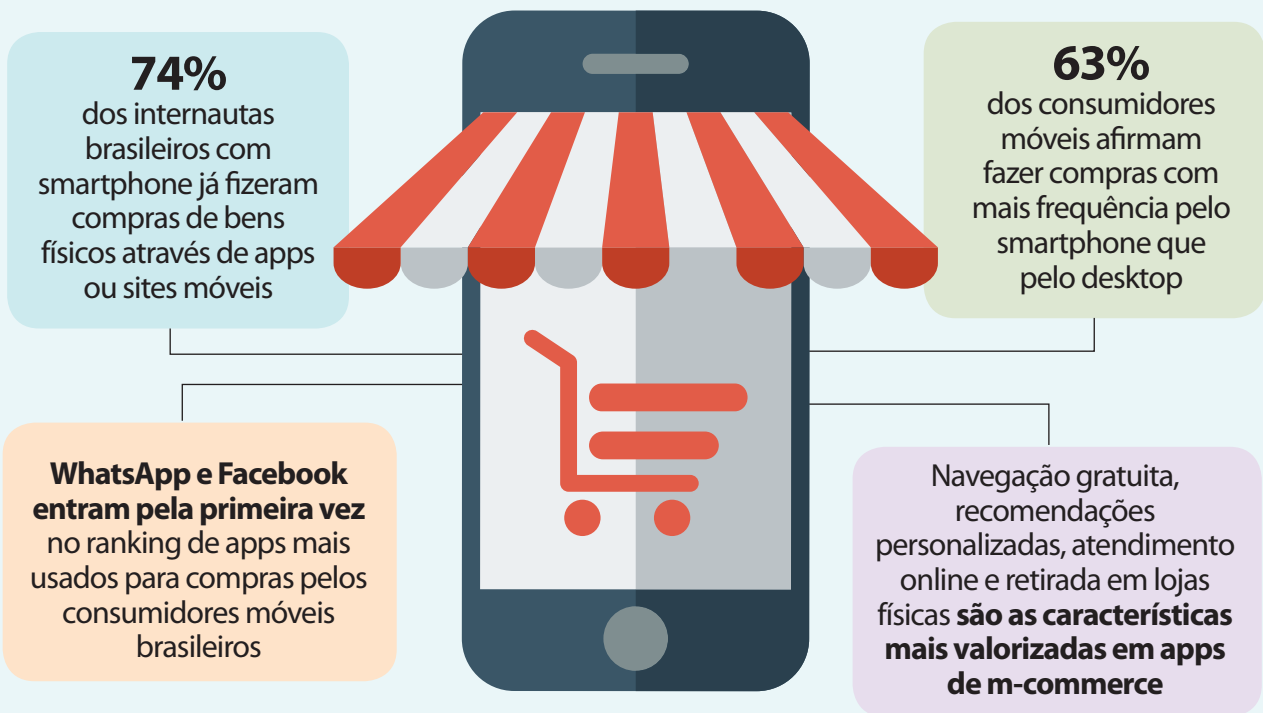 74%
dos internautas
brasileiros com
smartphone já fizeram
compras de bens
físicos através de apps
ou sites móveis
63%
dos consumidores
móveis afirmam
fazer compras com
mais frequência pelo
smartphone que
pelo desktop
WhatsApp e Facebook
entram pela primeira vez
no ranking de apps mais
usados para compras pelos
consumidores móveis
brasileiros
Navegação gratuita,
recomendações
personalizadas, atendimento
online e retirada em lojas
físicas são as características
mais valorizadas em apps
de m-commerce